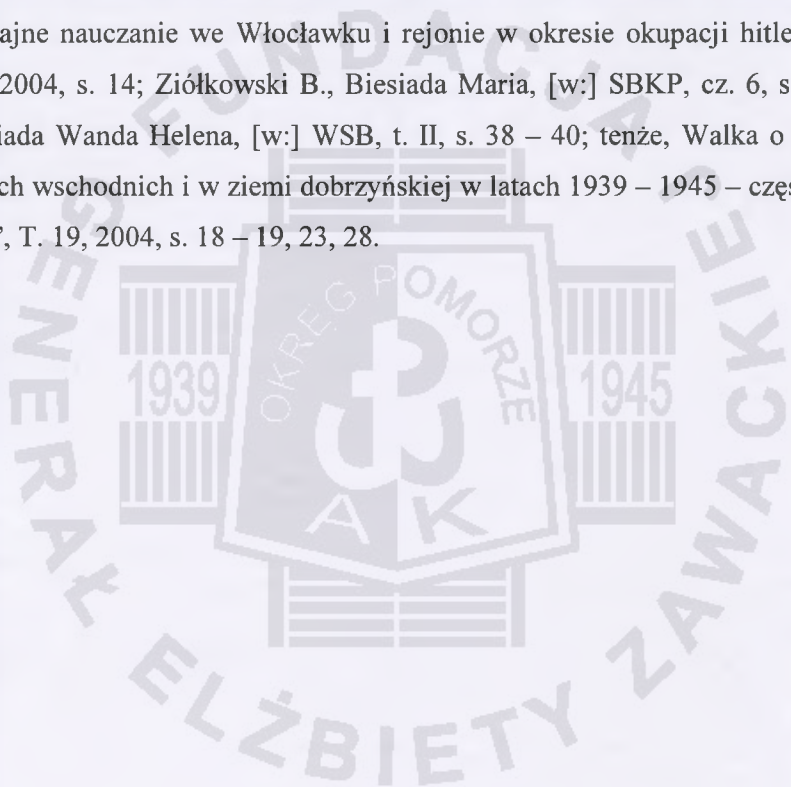 ajne nauczanie we Włocławku i rejonie w okresie okupacji hitle
2004, s. 14; Ziółkowski B., Biesiada Maria, [w:] SBKP, cz. 6, s
iada Wanda Helena, [w:] WSB, t. II, s. 38 – 40; tenże, Walka o
ch wschodnich i w ziemi dobrzyńskiej w latach 1939 – 1945 – częs
”, T. 19, 2004, s. 18 – 19, 23, 28.
FUNDACJA
GENERAŁ ELŻBIETY ZAWACKIEJ
OKRĘG POMORZE
1939
1945
AK